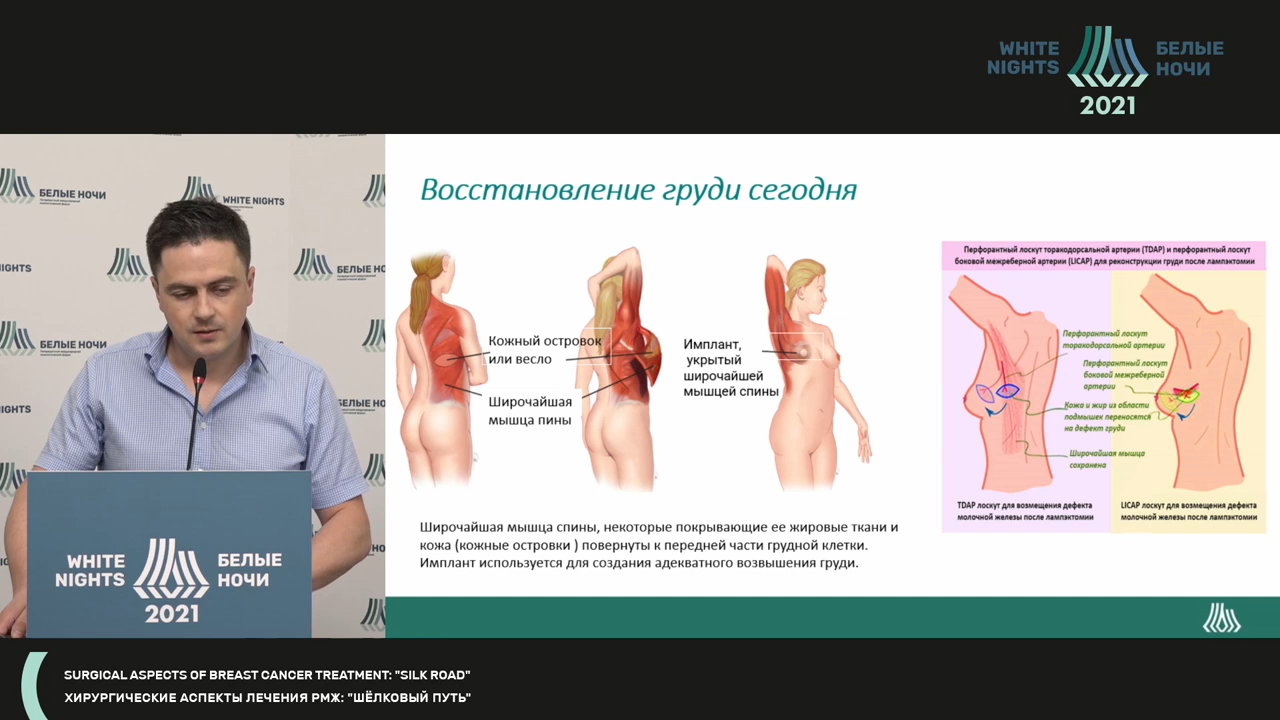 WHITE
NIGHTS
БЕЛЫЕ
НОЧИ
2021
БЕЛЫЕ НОЧИ
WHITE NIGHTS
Восстановление груди сегодня
Кожный островок
или весло
Широчайшая
мышца пины
Имплант,
укрытый
широчайшей
мышцей спины
Широчайшая мышца спины, некоторые покрывающие ее жировые ткани и
кожа (кожные островки ) повернуты к передней части грудной клетки.
Имплант используется для создания адекватного возвышения груди.
Перфорантный лоскут торакодорсальной артерии (TDAP) и перфорантный лоскут
боковой межреберной артерии (LICAP) для реконструкции груди после лампэктомии
Перфорантный лоскут
тораходорсальной артерии
Перфорантный лоскут
боковой межреберной
артерии
Кожа и жир из области
подмышек переносятся
на дефект груди
Широчайшая мышца
сохранена
TDAP лоскут для возмещения дефекта
молочной железы после лампэктомии
LICAP лоскут для возмещения дефекта
молочной железы после лампэктомии
WHITE
NIGHTS
БЕЛЫЕ
НОЧИ
2021
SURGICAL ASPECTS OF BREAST CANCER TREATMENT: "SILK ROAD"
ХИРУРГИЧЕСКИЕ АСПЕКТЫ ЛЕЧЕНИЯ РМЖ: "ШЁЛКОВЫЙ ПУТЬ"